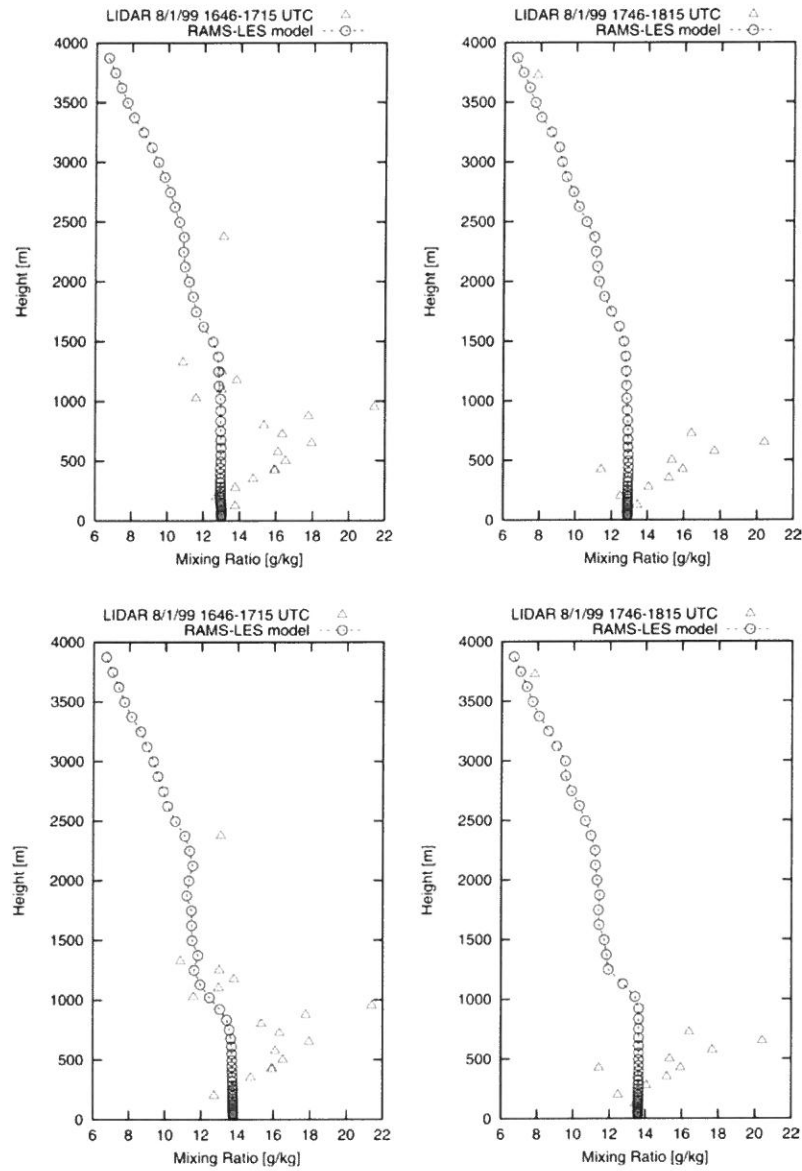 LIDAR 8/1/99 1646-1715 UTC
RAMS-LES model
4000
3500
3000
2500
2000
1500
1000
500
0
Height [m]
6 8 10 12 14 16 18 20 22
Mixing Ratio [g/kg]
LIDAR 8/1/99 1746-1815 UTC
RAMS-LES model
4000
3500
3000
2500
2000
1500
1000
500
0
Height [m]
6 8 10 12 14 16 18 20 22
Mixing Ratio [g/kg]
LIDAR 8/1/99 1646-1715 UTC
RAMS-LES model
4000
3500
3000
2500
2000
1500
1000
500
0
Height [m]
6 8 10 12 14 16 18 20 22
Mixing Ratio [g/kg]
LIDAR 8/1/99 1746-1815 UTC
RAMS-LES model
4000
3500
3000
2500
2000
1500
1000
500
0
Height [m]
6 8 10 12 14 16 18 20 22
Mixing Ratio [g/kg]